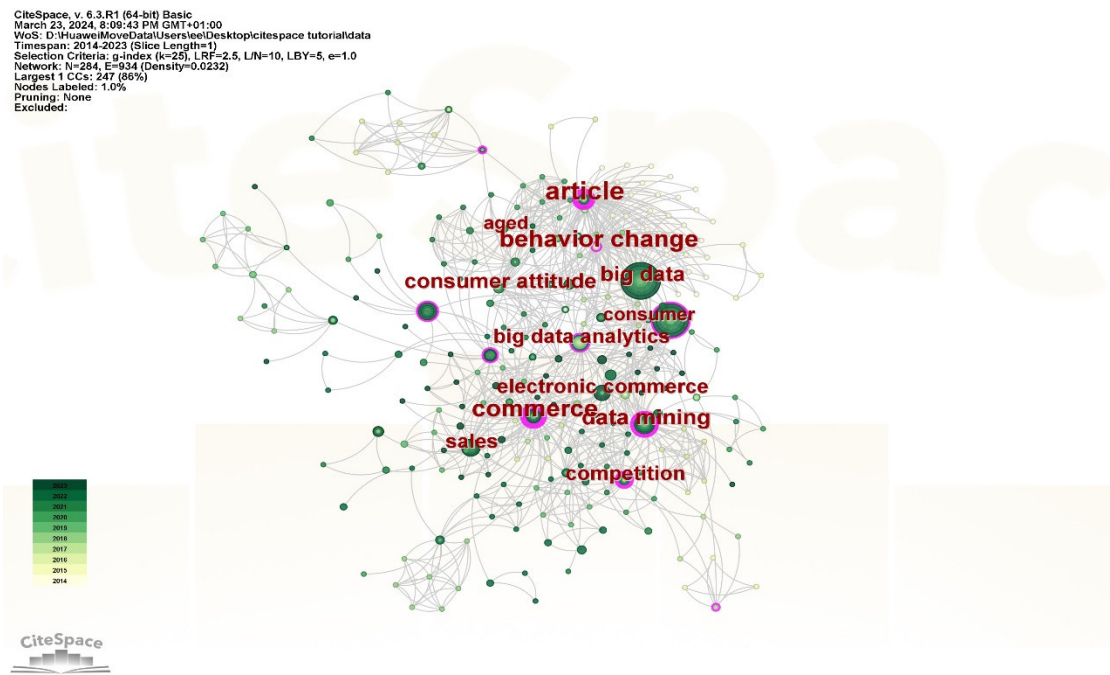 CiteSpace, v. 6.3.R1 (64-bit) Basic
March 23, 2024, 8:09:43 PM GMT+01:00
WoS: D:\HuaweiMoveData\Users\ee\Desktop\citespace tutorial\data
Timespan: 2014-2023 (Slice Length=1)
Selection Criteria: g-index (k=25), LRF=2.5, L/N=10, LBY=5, e=1.0
Network: N=284, E=934 (Density=0.0232)
Largest 1 CCs: 247 (86%)
Nodes Labeled: 1.0%
Pruning: None
Excluded:
article
aged
behavior change
consumer attitude
big data
consumer
big data analytics
electronic commerce
commerce
data mining
sales
competition
2023
2022
2021
2020
2019
2018
2017
2016
2015
2014
CiteSpace